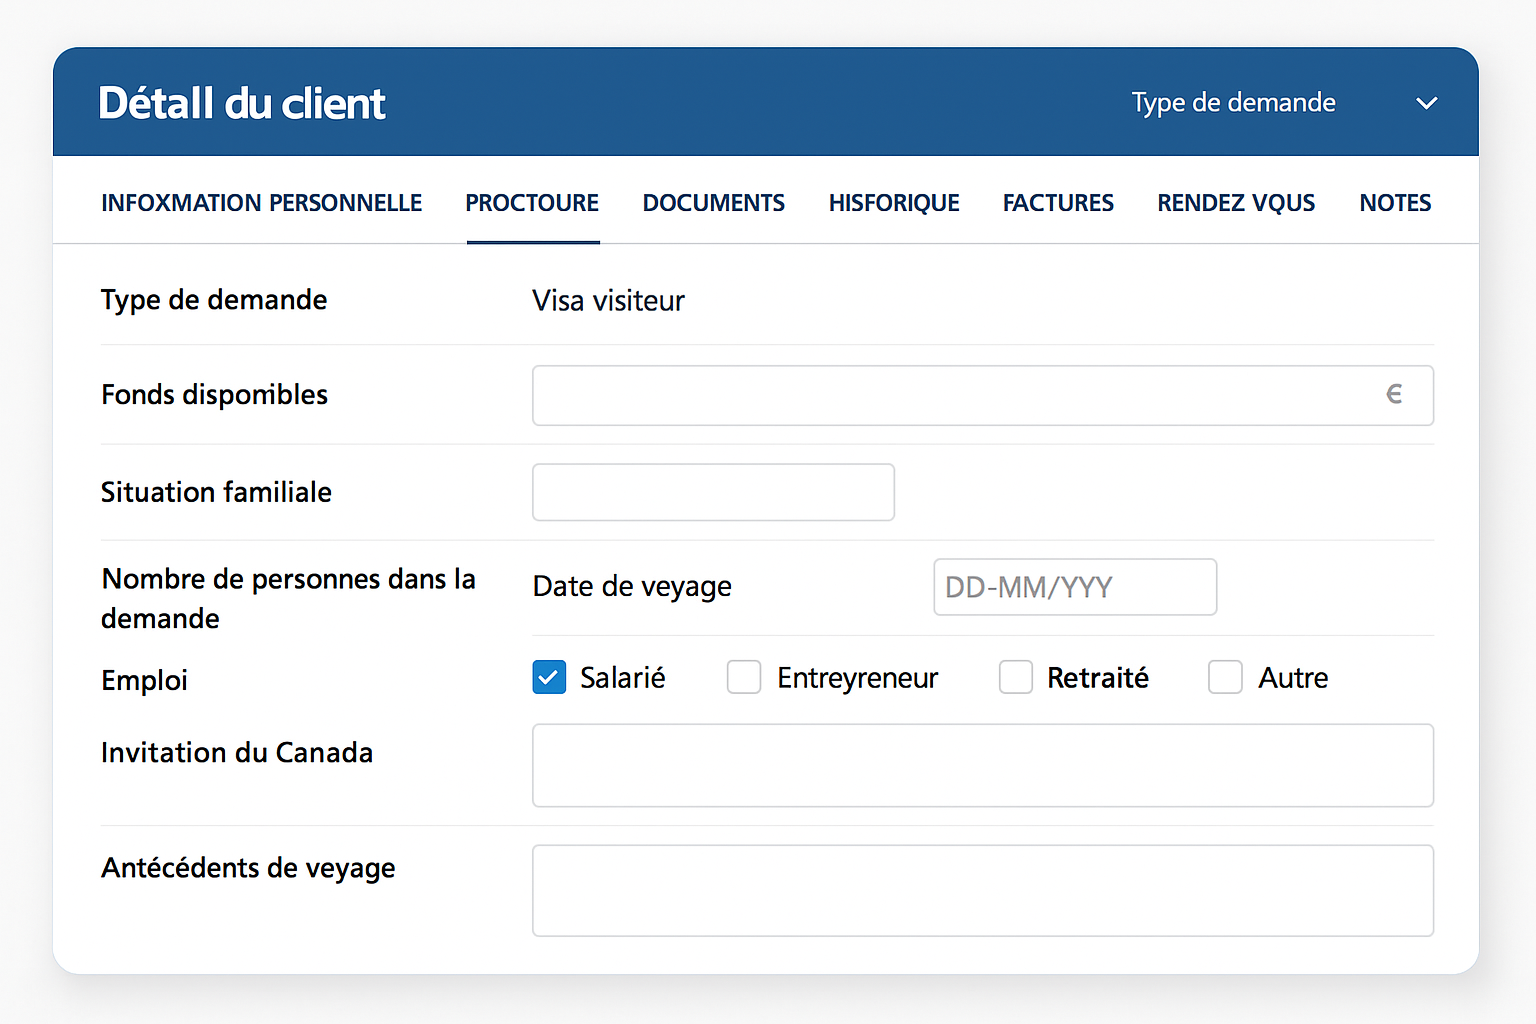 Détall du client
Type de demande
INFOXMATION PERSONNELLE PROCTOURE DOCUMENTS HISFORIQUE FACTURES RENDEZ VQUS NOTES
Type de demande Visa visiteur
Fonds disponibles €
Situation familiale
Nombre de personnes dans la
demande
Date de veyage DD-MM/YYY
Emploi Salarié Entreyreneur Retraité Autre
Invitation du Canada
Antécédents de veyage